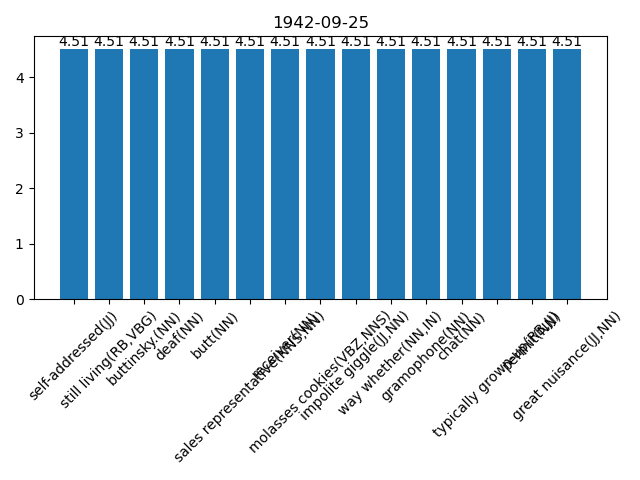 1942-09-25
4.51 4.51 4.51 4.51 4.51 4.51 4.51 4.51 4.51 4.51 4.51 4.51 4.51 4.51 4.51
4
3
2
1
0
self-addressed(JJ)
still living(RB,VBG)
buttinsky.(NN)
deaf(NN)
butt(NN)
sales representative(NNS,NN)
molasses cookies(VBZ,NNS)
impolite giggle(JJ,NN)
way whether(NN,IN)
gramophone(NN)
chat(NN)
typically grown-up(RB,JJ)
great nuisance(JJ,NN)